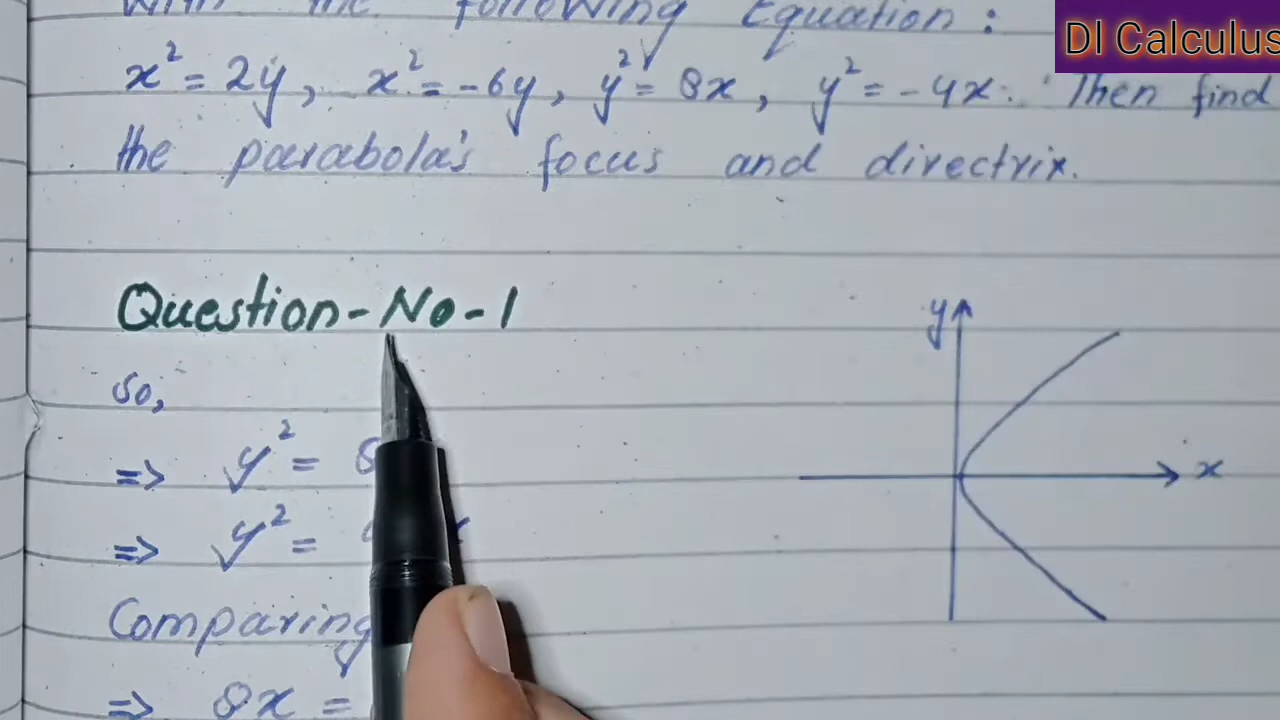 with the following Equation:
DI Calculus
x² = 2y, x² = -6y, y² = 8x, y² = -4x. Then find
the parabola's focus and directrix.
Question-No-1
so,
=> y² = 8
=> y² =
Comparing
=> 8x =
y
x